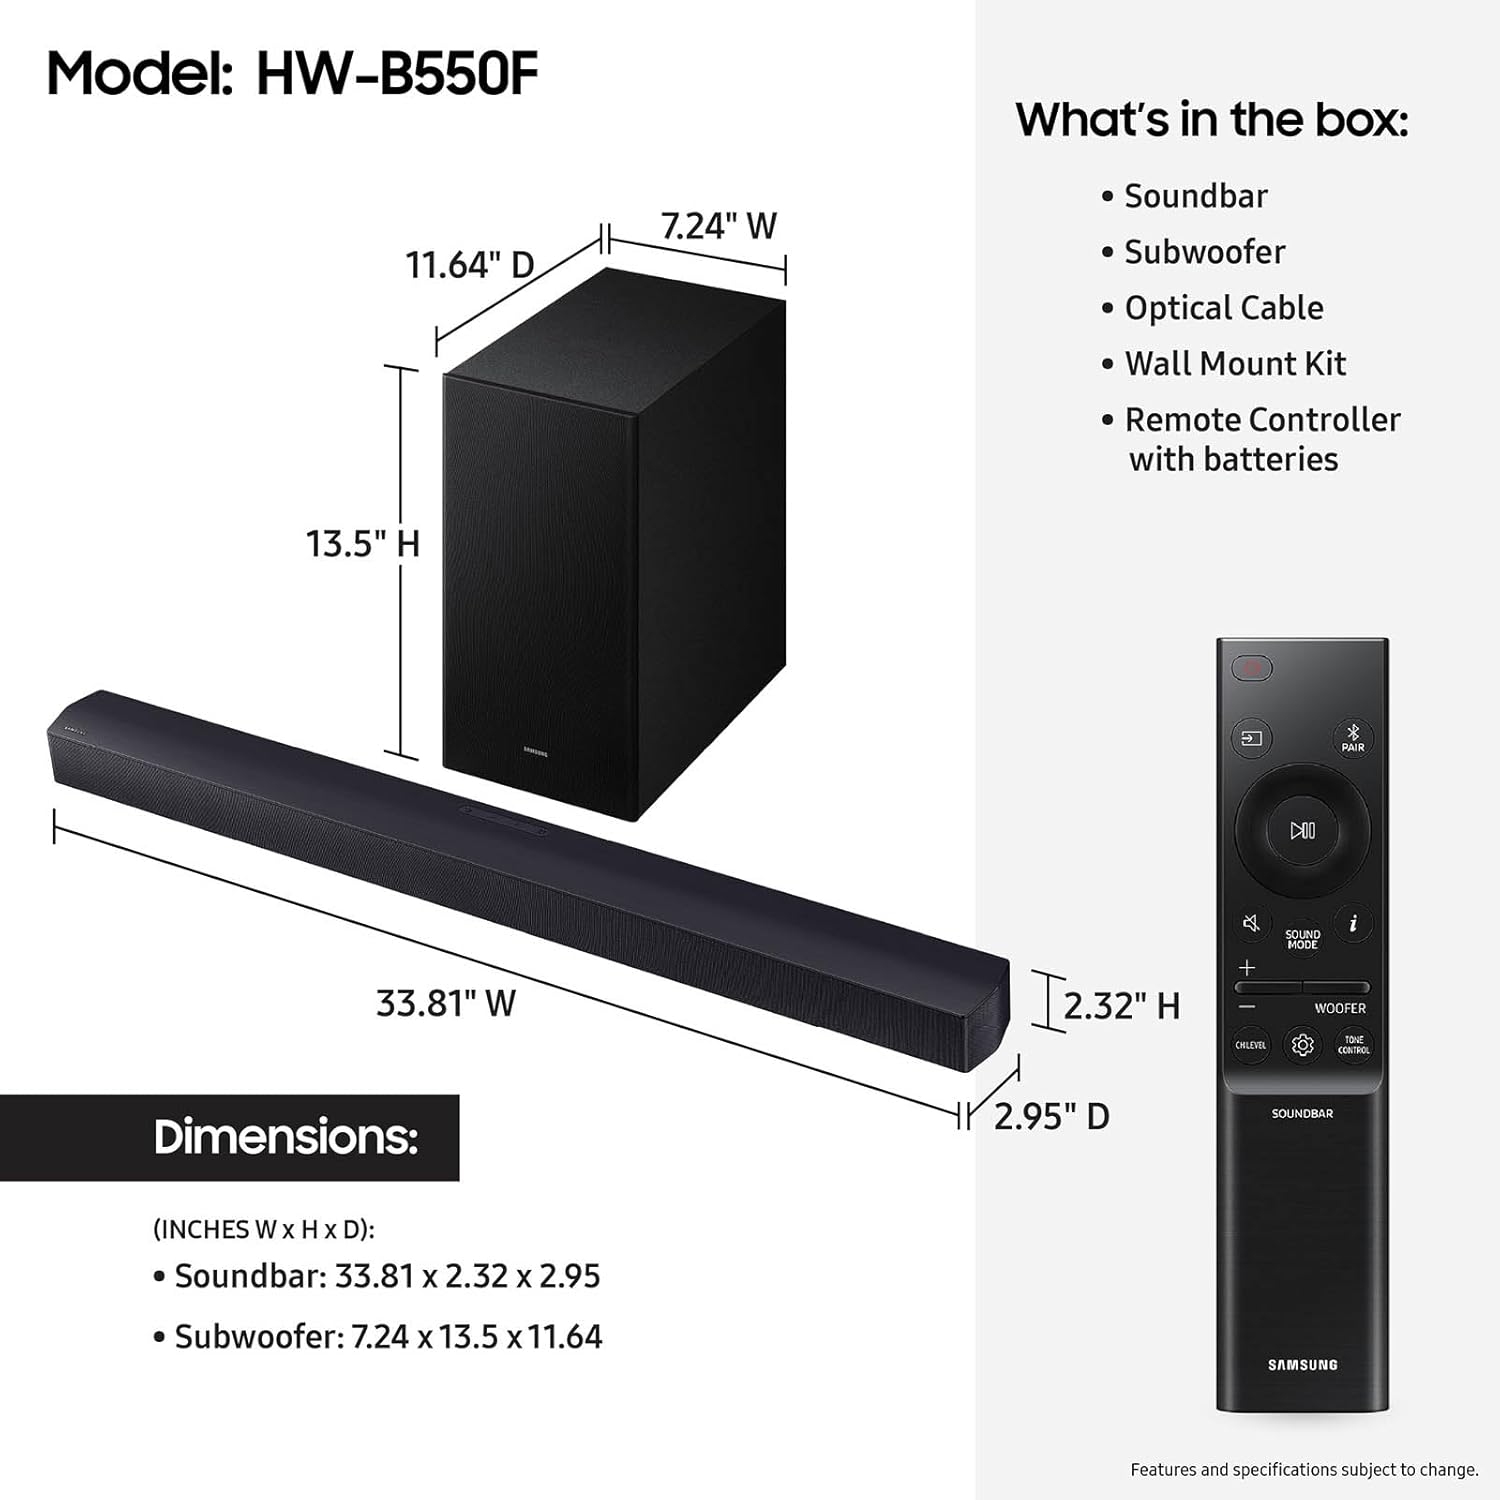 Model: HW-B550F
What's in the box:
• Soundbar
• Subwoofer
• Optical Cable
• Wall Mount Kit
• Remote Controller
with batteries
7.24" W
11.64" D
13.5" H
SAMSUNG
SAMSUNG
33.81" W
2.32" H
2.95" D
PAIR
SOUND
MODE
i
+
−
WOOFER
CH LEVEL
TONE
CONTROL
SOUNDBAR
SAMSUNG
Dimensions:
(INCHES W x H x D):
• Soundbar: 33.81 x 2.32 x 2.95
• Subwoofer: 7.24 x 13.5 x 11.64
Features and specifications subject to change.